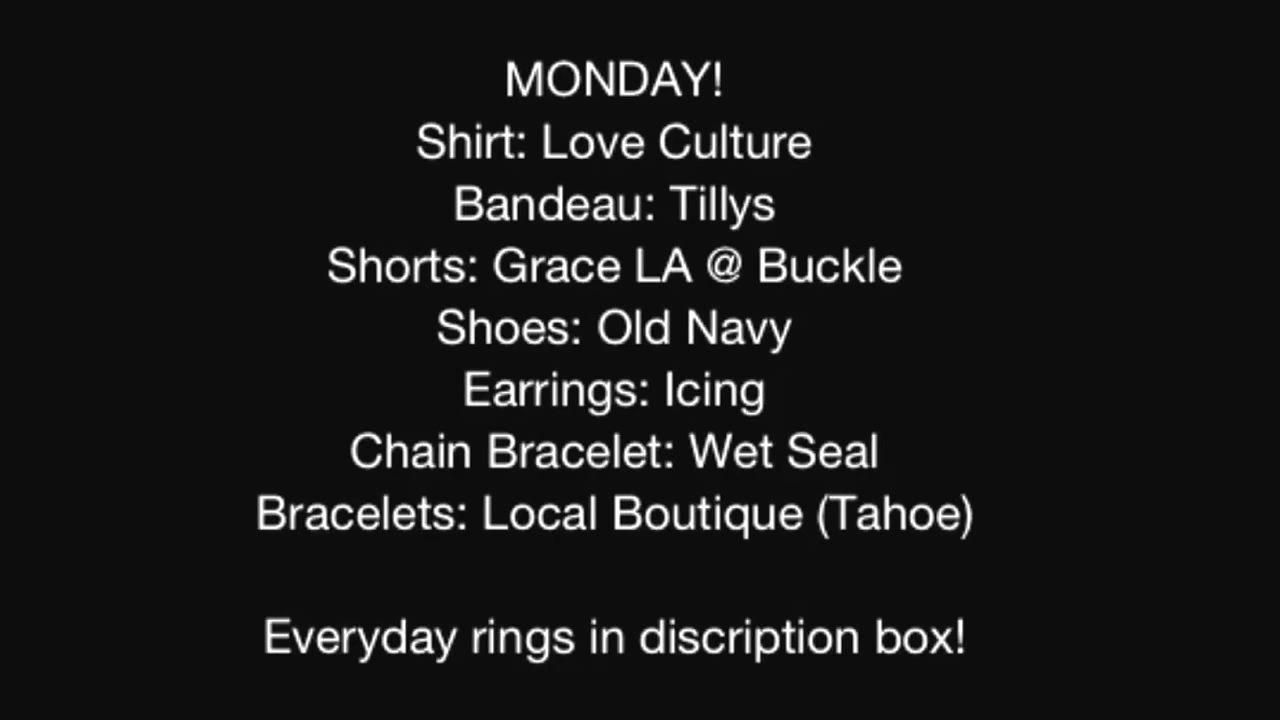 MONDAY!
Shirt: Love Culture
Bandeau: Tillys
Shorts: Grace LA @ Buckle
Shoes: Old Navy
Earrings: Icing
Chain Bracelet: Wet Seal
Bracelets: Local Boutique (Tahoe)
Everyday rings in discription box!